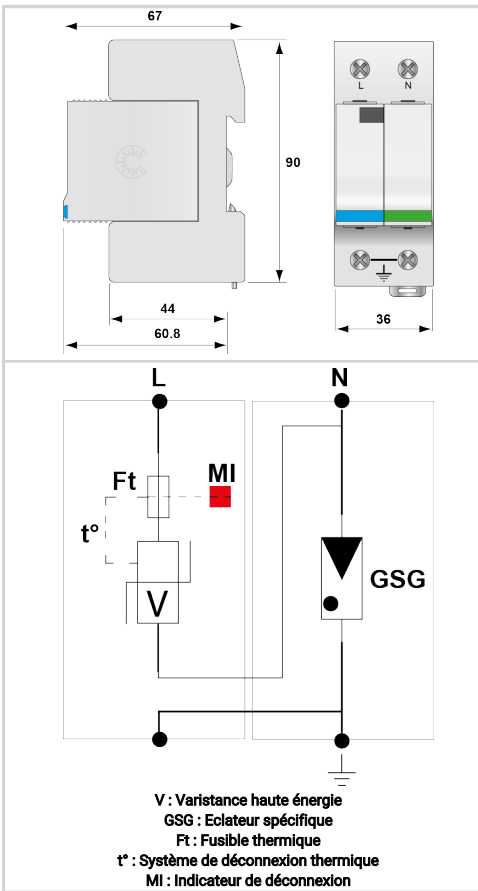 67
90
44
60.8
L N
36
L N
Ft MI
t°
V
GSG
V : Varistance haute énergie
GSG : Eclateur spécifique
Ft : Fusible thermique
t° : Système de déconnexion thermique
MI : Indicateur de déconnexion